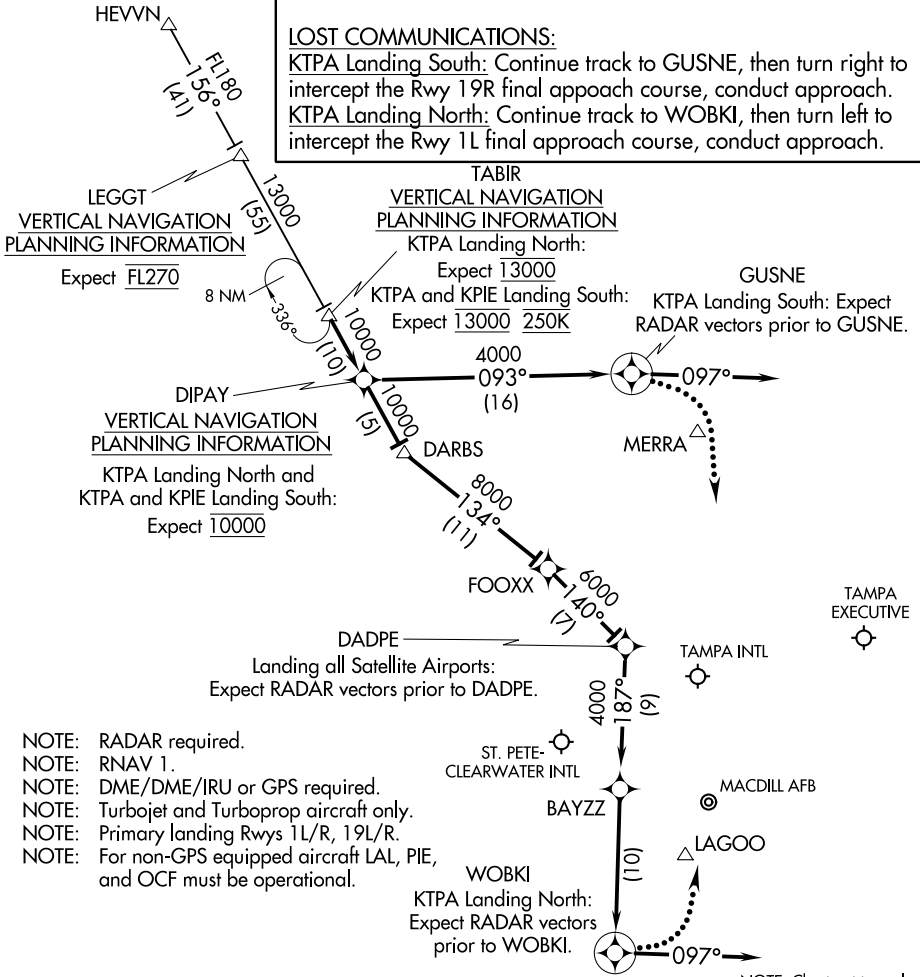 HEVVN
LOST COMMUNICATIONS:
KTPA Landing South: Continue track to GUSNE, then turn right to
intercept the Rwy 19R final appoach course, conduct approach.
KTPA Landing North: Continue track to WOBKI, then turn left to
intercept the Rwy 1L final approach course, conduct approach.
FL180
156°
(41)
LEGGT
VERTICAL NAVIGATION
PLANNING INFORMATION
Expect FL270
13000
(55)
TABIR
VERTICAL NAVIGATION
PLANNING INFORMATION
KTPA Landing North:
Expect 13000
KTPA and KPIE Landing South:
Expect 13000 250K
8 NM
336°
10000
(10)
GUSNE
KTPA Landing South: Expect
RADAR vectors prior to GUSNE.
4000
093°
(16)
097°
MERRA
DIPAY
VERTICAL NAVIGATION
PLANNING INFORMATION
KTPA Landing North and
KTPA and KPIE Landing South:
Expect 10000
10000
(5)
DARBS
8000
134°
(11)
FOOXX
6000
140°
(7)
TAMPA
EXECUTIVE
DADPE
Landing all Satellite Airports:
Expect RADAR vectors prior to DADPE.
TAMPA INTL
4000
187°
(9)
NOTE: RADAR required.
NOTE: RNAV 1.
NOTE: DME/DME/IRU or GPS required.
NOTE: Turbojet and Turboprop aircraft only.
NOTE: Primary landing Rwys 1L/R, 19L/R.
NOTE: For non-GPS equipped aircraft LAL, PIE,
and OCF must be operational.
ST. PETE-
CLEARWATER INTL
BAYZZ
MACDILL AFB
(10)
LAGOO
WOBKI
KTPA Landing North:
Expect RADAR vectors
prior to WOBKI.
097°